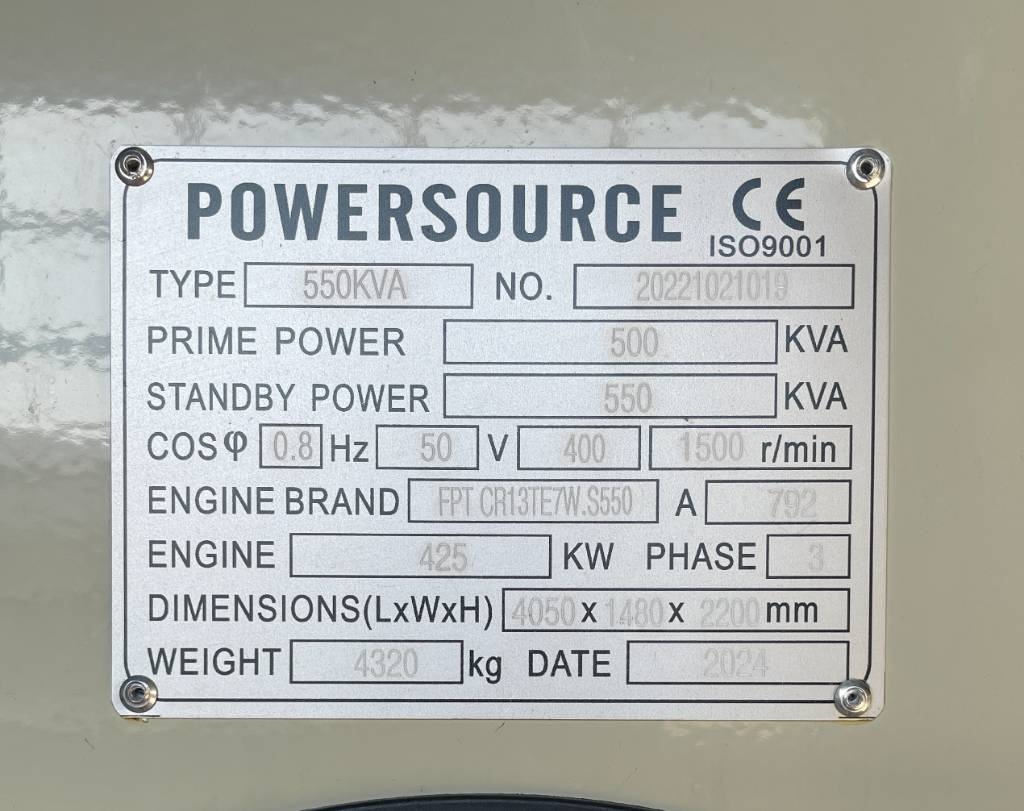 POWERSOURCE CE
ISO9001
TYPE 550KVA NO. 20221021019
PRIME POWER 500 KVA
STANDBY POWER 550 KVA
COSφ 0.8 Hz 50 V 400 1500 r/min
ENGINE BRAND FPT CR13TE7W.S550 A 792
ENGINE 425 KW PHASE 3
DIMENSIONS(LxWxH) 4050 x 1480 x 2200 mm
WEIGHT 4320 kg DATE 2024